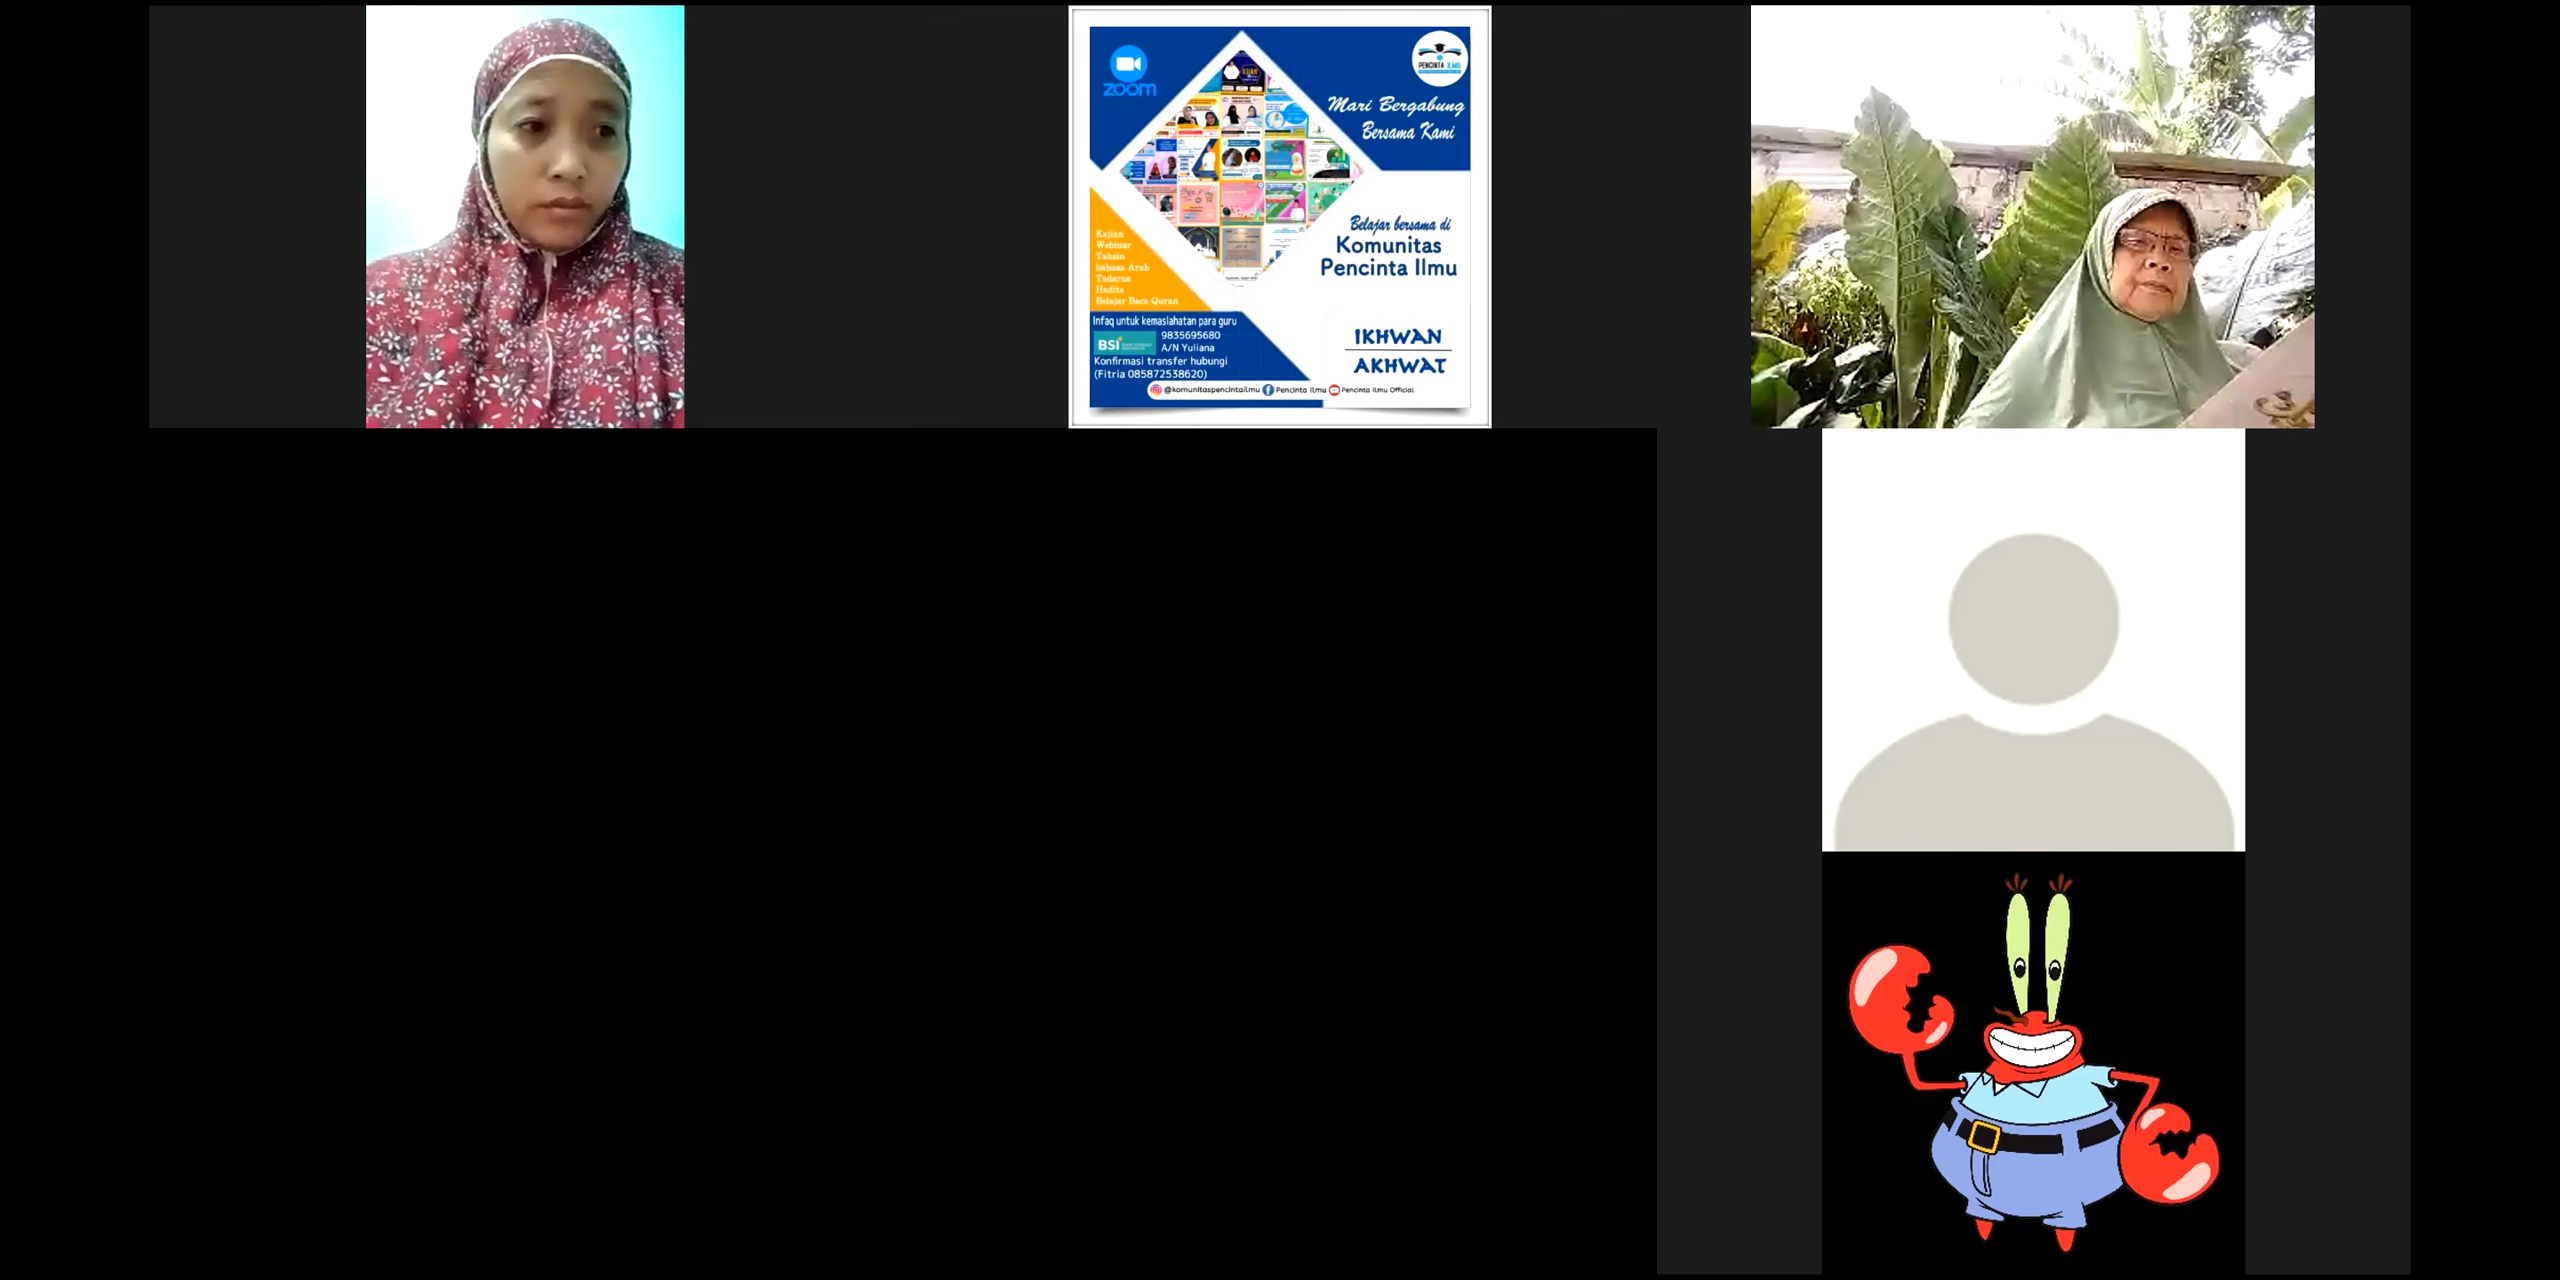 zoom
PENCINTA ILMU
Mari Bergabung
Bersama Kami
Belajar bersama di
Komunitas
Pencinta Ilmu
Kajian
Webinar
Tahsin
bahasa Arab
Tadarus
Hadits
Belajar Baca Quran
Infaq untuk kemaslahatan para guru
BSI
9835695680
A/N Yuliana
Konfirmasi transfer hubungi
(Fitria 085872538620)
IKHWAN
AKHWAT
@komunitaspencintailmu Pencinta Ilmu Pencinta Ilmu Official